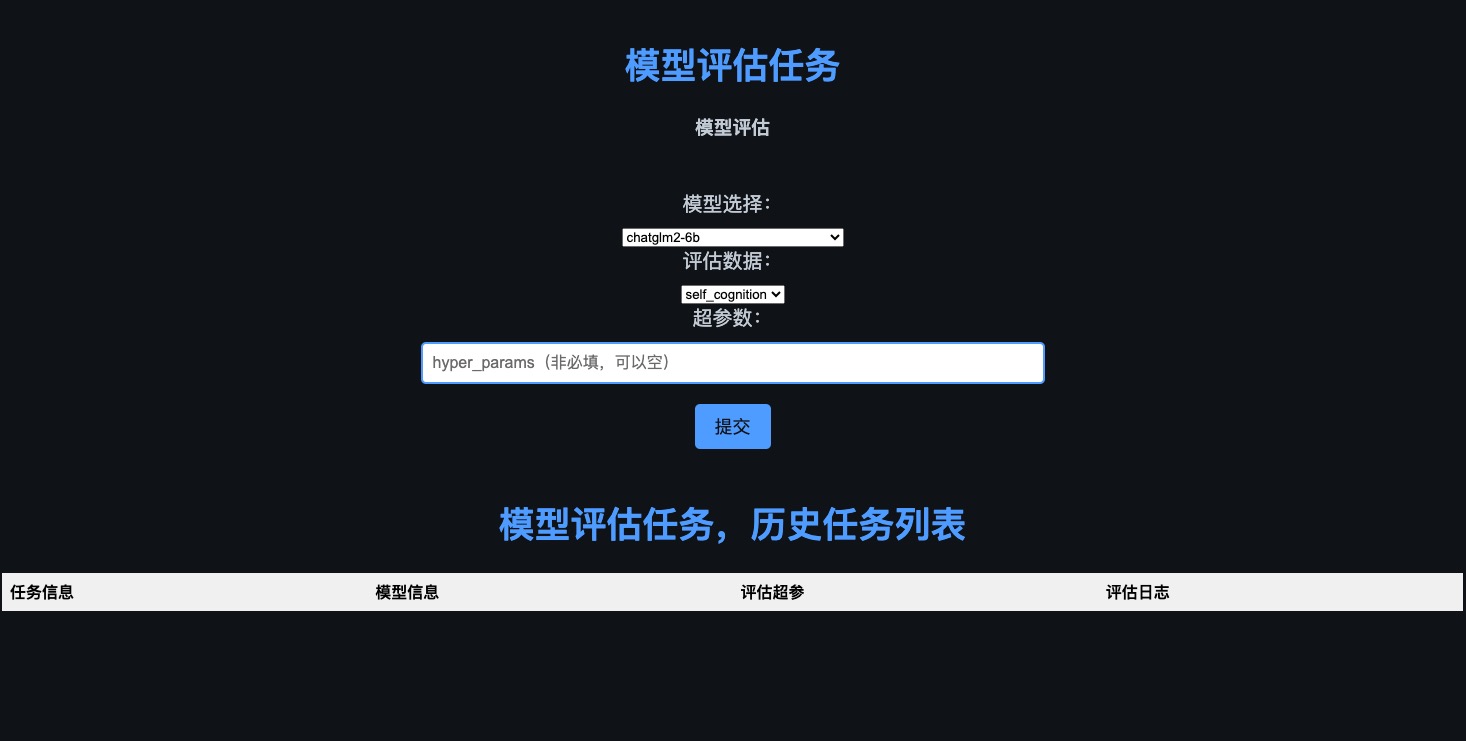 模型评估任务
模型评估
模型选择：
chatglm2-6b
评估数据：
self_cognition
超参数：
hyper_params（非必填，可以空）
提交
模型评估任务，历史任务列表
任务信息 模型信息 评估超参 评估日志